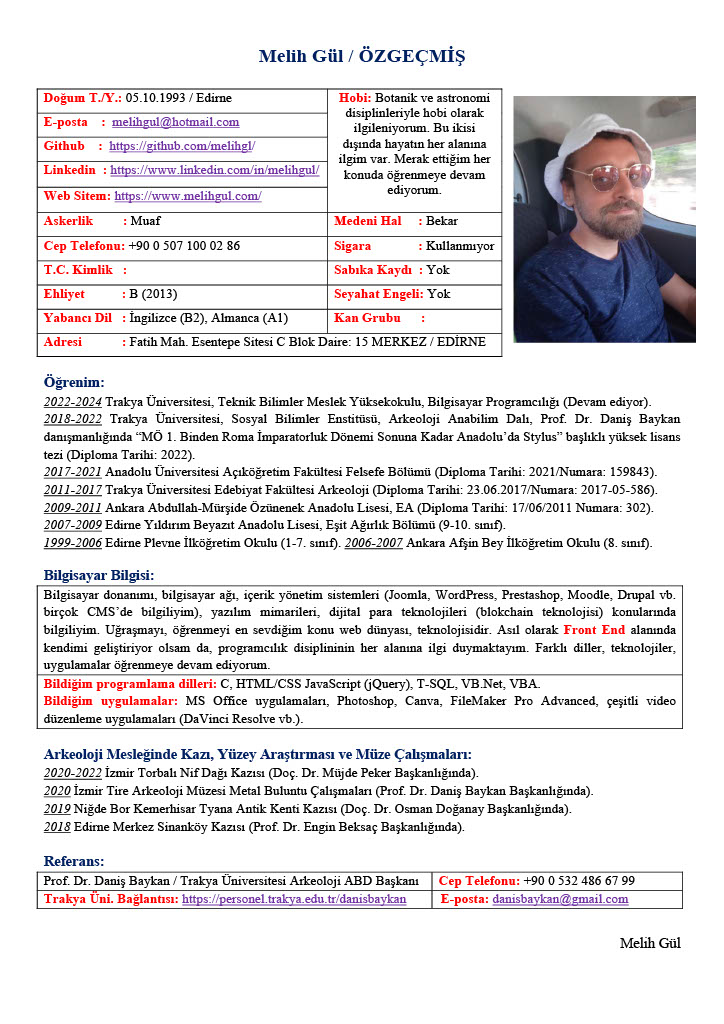 Melih Gül / ÖZGEÇMİŞ
Doğum T./Y.: 05.10.1993 / Edirne
E-posta : melihgul@hotmail.com
Github : https://github.com/melihgl/
Linkedin : https://www.linkedin.com/in/melihgul/
Web Sitem: https://www.melihgul.com/
Hobi: Botanik ve astronomi
disiplinleriyle hobi olarak
ilgileniyorum. Bu ikisi
dışında hayatın her alanına
ilgim var. Merak ettiğim her
konuda öğrenmeye devam
ediyorum.
Askerlik : Muaf
Medeni Hal : Bekar
Cep Telefonu: +90 0 507 100 02 86
Sigara : Kullanmıyor
T.C. Kimlik :
Sabıka Kaydı : Yok
Ehliyet : B (2013)
Seyahat Engeli: Yok
Yabancı Dil : İngilizce (B2), Almanca (A1)
Kan Grubu :
Adresi : Fatih Mah. Esentepe Sitesi C Blok Daire: 15 MERKEZ / EDİRNE
Öğrenim:
2022-2024 Trakya Üniversitesi, Teknik Bilimler Meslek Yüksekokulu, Bilgisayar Programcılığı (Devam ediyor).
2018-2022 Trakya Üniversitesi, Sosyal Bilimler Enstitüsü, Arkeoloji Anabilim Dalı, Prof. Dr. Daniş Baykan
danışmanlığında “MÖ 1. Binden Roma İmparatorluk Dönemi Sonuna Kadar Anadolu’da Stylus” başlıklı yüksek lisans
tezi (Diploma Tarihi: 2022).
2017-2021 Anadolu Üniversitesi Açıköğretim Fakültesi Felsefe Bölümü (Diploma Tarihi: 2021/Numara: 159843).
2011-2017 Trakya Üniversitesi Edebiyat Fakültesi Arkeoloji (Diploma Tarihi: 23.06.2017/Numara: 2017-05-586).
2009-2011 Ankara Abdullah-Mürşide Özünenek Anadolu Lisesi, EA (Diploma Tarihi: 17/06/2011 Numara: 302).
2007-2009 Edirne Yıldırım Beyazıt Anadolu Lisesi, Eşit Ağırlık Bölümü (9-10. sınıf).
1999-2006 Edirne Plevne İlköğretim Okulu (1-7. sınıf). 2006-2007 Ankara Afşin Bey İlköğretim Okulu (8. sınıf).
Bilgisayar Bilgisi:
Bilgisayar donanımı, bilgisayar ağı, içerik yönetim sistemleri (Joomla, WordPress, Prestashop, Moodle, Drupal vb.
birçok CMS’de bilgiliyim), yazılım mimarileri, dijital para teknolojileri (blokchain teknolojisi) konularında
bilgiliyim. Uğraşmayı, öğrenmeyi en sevdiğim konu web dünyası, teknolojisidir. Asıl olarak Front End alanında
kendimi geliştiriyor olsam da, programcılık disiplininin her alanına ilgi duymaktayım. Farklı diller, teknolojiler,
uygulamalar öğrenmeye devam ediyorum.
Bildiğim programlama dilleri: C, HTML/CSS JavaScript (jQuery), T-SQL, VB.Net, VBA.
Bildiğim uygulamalar: MS Office uygulamaları, Photoshop, Canva, FileMaker Pro Advanced, çeşitli video
düzenleme uygulamaları (DaVinci Resolve vb.).
Arkeoloji Mesleğinde Kazı, Yüzey Araştırması ve Müze Çalışmaları:
2020-2022 İzmir Torbalı Nif Dağı Kazısı (Doç. Dr. Müjde Peker Başkanlığında).
2020 İzmir Tire Arkeoloji Müzesi Metal Buluntu Çalışmaları (Prof. Dr. Daniş Baykan Başkanlığında).
2019 Niğde Bor Kemerhisar Tyana Antik Kenti Kazısı (Doç. Dr. Osman Doğanay Başkanlığında).
2018 Edirne Merkez Sinanköy Kazısı (Prof. Dr. Engin Beksaç Başkanlığında).
Referans:
Prof. Dr. Daniş Baykan / Trakya Üniversitesi Arkeoloji ABD Başkanı
Cep Telefonu: +90 0 532 486 67 99
Trakya Üni. Bağlantısı: https://personel.trakya.edu.tr/danisbaykan
E-posta: danisbaykan@gmail.com
Melih Gül